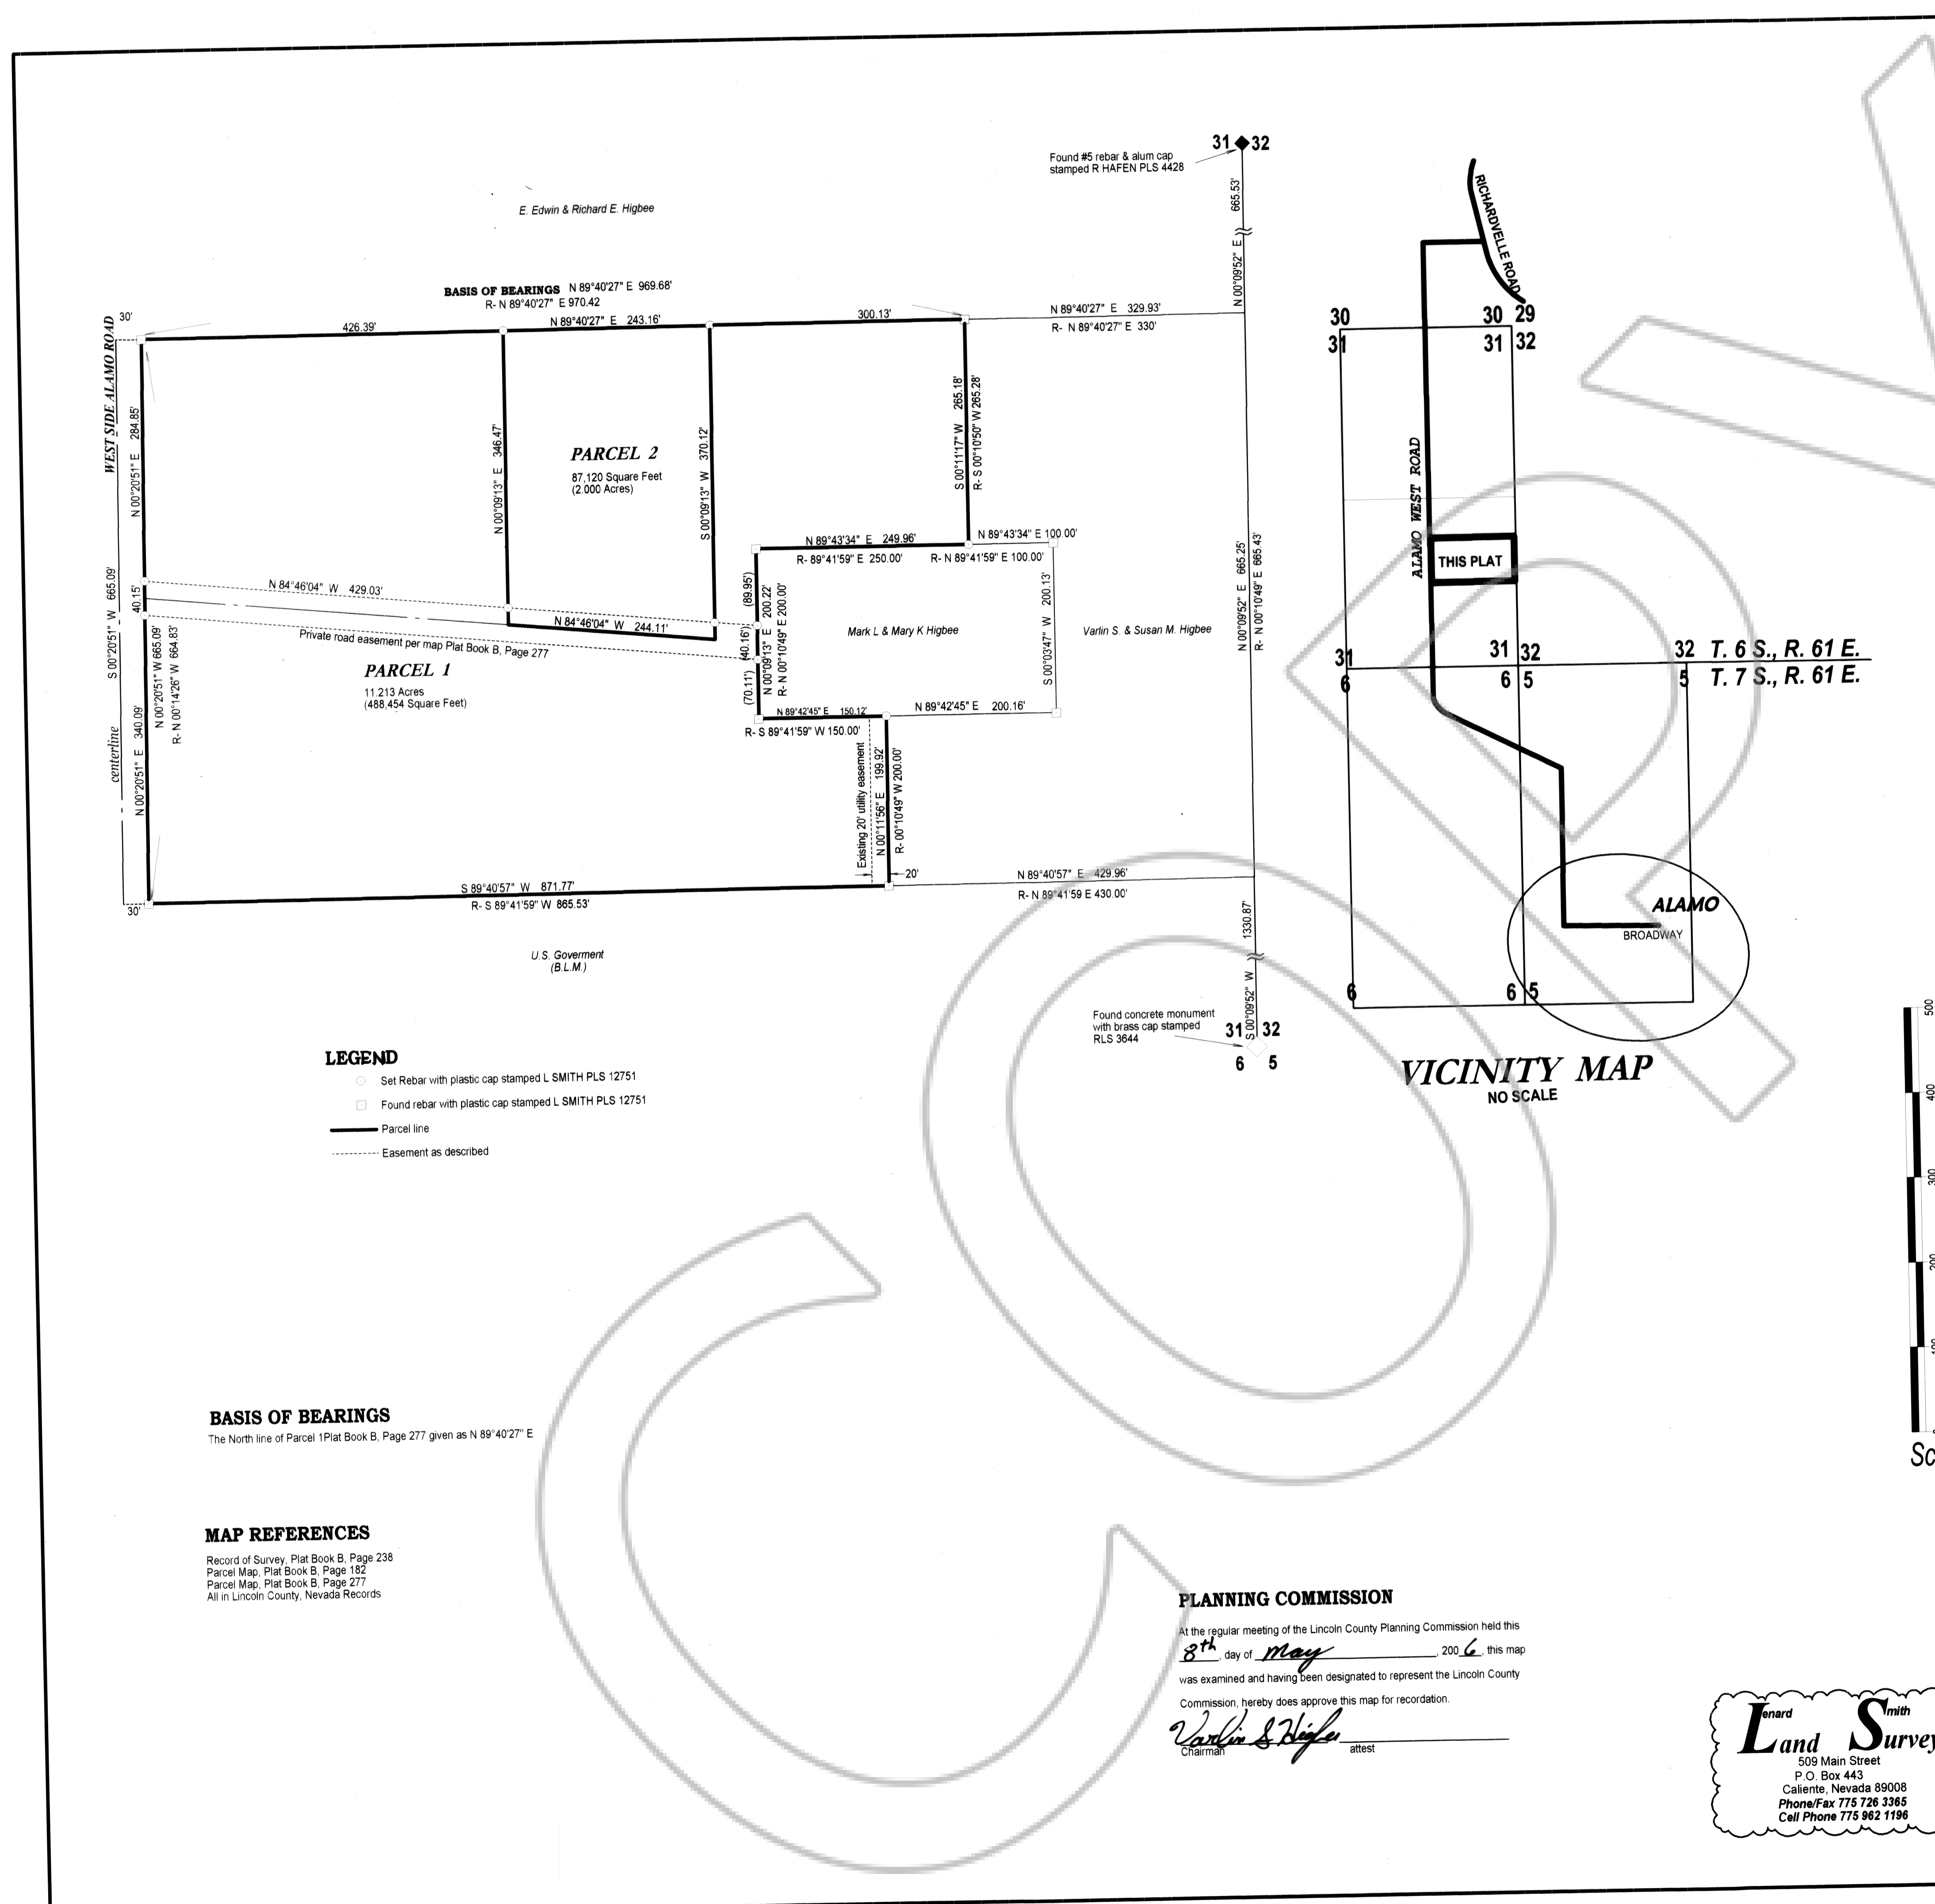 31 32
Found #5 rebar & alum cap
stamped R HAFEN PLS 4428
665.53'
N 00°09'52" E
E. Edwin & Richard E. Higbee
BASIS OF BEARINGS N 89°40'27" E 969.68'
R- N 89°40'27" E 970.42
30'
426.39'
N 89°40'27" E 243.16'
300.13'
N 89°40'27" E 329.93'
R- N 89°40'27" E 330'
WEST SIDE ALAMO ROAD
N 00°20'51" E 284.85'
N 00°09'13" E 346.47'
PARCEL 2
87,120 Square Feet
(2.000 Acres)
S 00°09'13" W 370.12'
S 00°11'17" W 265.18'
R- S 00°10'50" W 265.28'
N 89°43'34" E 249.96'
R- 89°41'59" E 250.00'
N 89°43'34" E 100.00'
R- N 89°41'59" E 100.00'
N 84°46'04" W 429.03'
N 84°46'04" W 244.11'
Private road easement per map Plat Book B, Page 277
40.15'
(89.95')
(40.16')
(70.11')
N 00°09'13" E 200.22'
R- N 00°10'49" E 200.00'
Mark L & Mary K Higbee
S 00°03'47" W 200.13'
Varlin S. & Susan M. Higbee
N 00°09'52" E 665.25'
R- N 00°10'49" E 665.43'
S 00°20'51" W 665.09'
centerline
N 00°20'51" W 665.09'
R- N 00°14'26" W 664.83'
N 00°20'51" E 340.09'
PARCEL 1
11.213 Acres
(488,454 Square Feet)
N 89°42'45" E 150.12'
R- S 89°41'59" W 150.00'
N 89°42'45" E 200.16'
Existing 20' utility easement
N 00°11'56" E 199.92'
R- 00°10'49" W 200.00'
20'
S 89°40'57" W 871.77'
R- S 89°41'59" W 865.53'
30'
N 89°40'57" E 429.96'
R- N 89°41'59 E 430.00'
1330.87'
S 00°09'52" W
U.S. Goverment
(B.L.M.)
Found concrete monument
with brass cap stamped
RLS 3644
31 32
6 5
RICHARDVELLE ROAD
30 30 29
31 31 32
ALAMO WEST ROAD
THIS PLAT
31 31 32 32 T. 6 S., R. 61 E.
6 6 5 5 T. 7 S., R. 61 E.
ALAMO
BROADWAY
6 6 5
VICINITY MAP
NO SCALE
LEGEND
Set Rebar with plastic cap stamped L SMITH PLS 12751
Found rebar with plastic cap stamped L SMITH PLS 12751
Parcel line
Easement as described
500
400
300
200
100
BASIS OF BEARINGS
The North line of Parcel 1Plat Book B, Page 277 given as N 89°40'27" E
MAP REFERENCES
Record of Survey, Plat Book B, Page 238
Parcel Map, Plat Book B, Page 182
Parcel Map, Plat Book B, Page 277
All in Lincoln County, Nevada Records
PLANNING COMMISSION
At the regular meeting of the Lincoln County Planning Commission held this
8th, day of May, 2006, this map
was examined and having been designated to represent the Lincoln County
Commission, hereby does approve this map for recordation.
Varlin S Higbee
Chairman attest
Lenard Smith
Land Survey
509 Main Street
P.O. Box 443
Caliente, Nevada 89008
Phone/Fax 775 726 3365
Cell Phone 775 962 1196
COPY